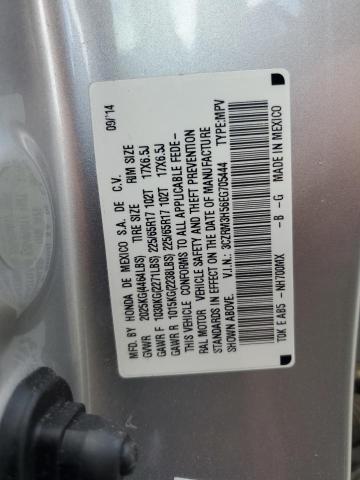 MFD. BY HONDA DE MEXICO S.A. DE C.V. 09/14
GVWR 2025KG(4464LBS) TIRE SIZE RIM SIZE
GAWR F 1030KG(2271LBS) 225/65R17 102T 17X6.5J
GAWR R 1015KG(2238LBS) 225/65R17 102T 17X6.5J
THIS VEHICLE CONFORMS TO ALL APPLICABLE FEDE-
RAL MOTOR VEHICLE SAFETY AND THEFT PREVENTION
STANDARDS IN EFFECT ON THE DATE OF MANUFACTURE
SHOWN ABOVE. V.I.N.: 3CZRM3H56EG705444 TYPE:MPV
T0K E AB5 - NH700MX - B - G MADE IN MEXICO